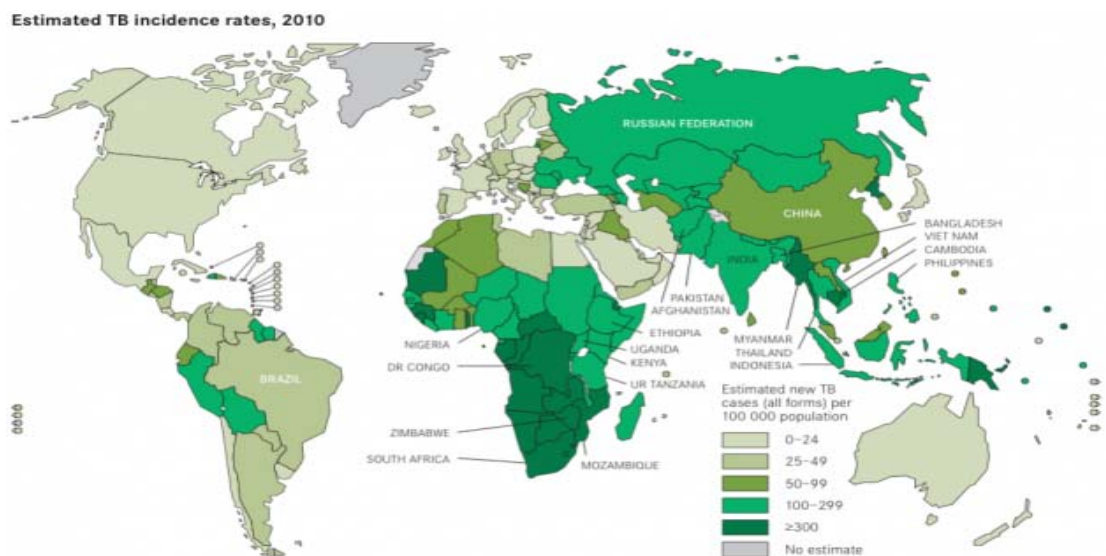 Estimated TB incidence rates, 2010
RUSSIAN FEDERATION
CHINA
BANGLADESH
VIET NAM
CAMBODIA
PHILIPPINES
INDIA
PAKISTAN
AFGHANISTAN
ETHIOPIA
UGANDA
KENYA
UR TANZANIA
NIGERIA
DR CONGO
MYANMAR
THAILAND
INDONESIA
BRAZIL
ZIMBABWE
SOUTH AFRICA
MOZAMBIQUE
Estimated new TB
cases (all forms) per
100 000 population
0–24
25–49
50–99
100–299
≥300
No estimate